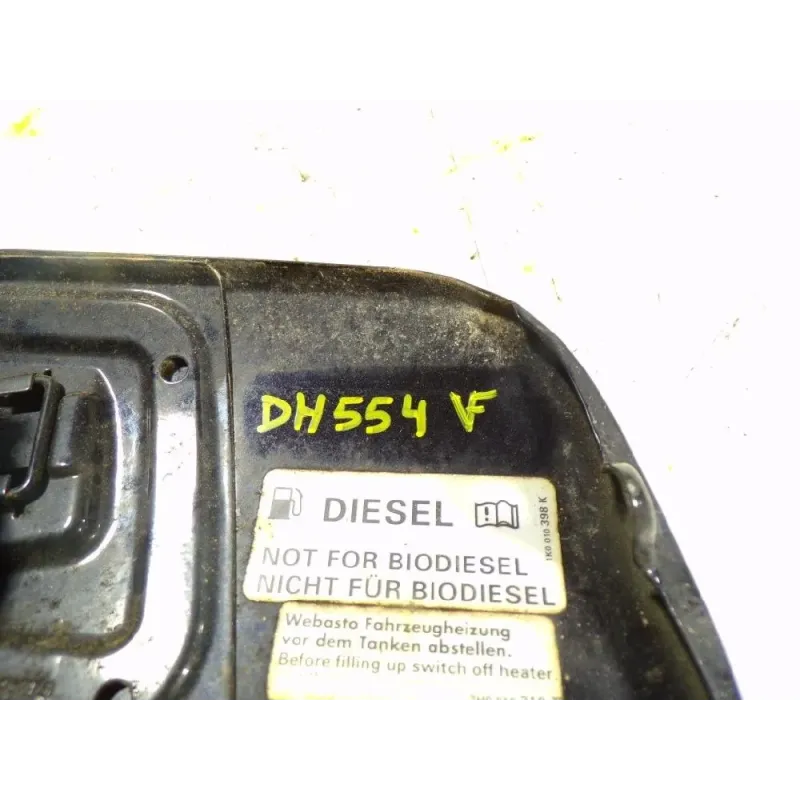 DH554 VF
DIESEL
1K0 010 398 K
NOT FOR BIODIESEL
NICHT FÜR BIODIESEL
Webasto Fahrzeugheizung
vor dem Tanken abstellen.
Before filling up switch off heater.